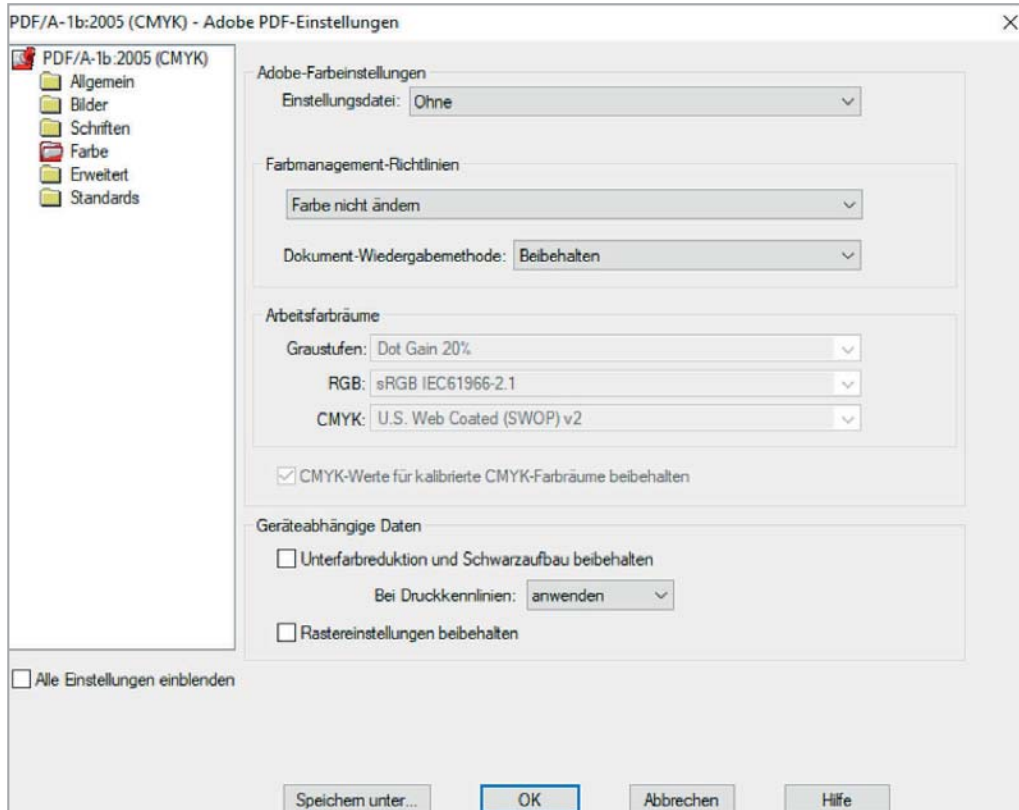 PDF/A-1b:2005 (CMYK) - Adobe PDF-Einstellungen
PDF/A-1b:2005 (CMYK)
Allgemein
Bilder
Schriften
Farbe
Erweitert
Standards
Alle Einstellungen einblenden
Adobe-Farbeinstellungen
Einstellungsdatei: Ohne
Farbmanagement-Richtlinien
Farbe nicht ändern
Dokument-Wiedergabemethode: Beibehalten
Arbeitsfarbräume
Graustufen: Dot Gain 20%
RGB: sRGB IEC61966-2.1
CMYK: U.S. Web Coated (SWOP) v2
CMYK-Werte für kalibrierte CMYK-Farbräume beibehalten
Geräteabhängige Daten
Unterfarbreduktion und Schwarzaufbau beibehalten
Bei Druckkennlinien: anwenden
Rastereinstellungen beibehalten
Speichern unter... OK Abbrechen Hilfe